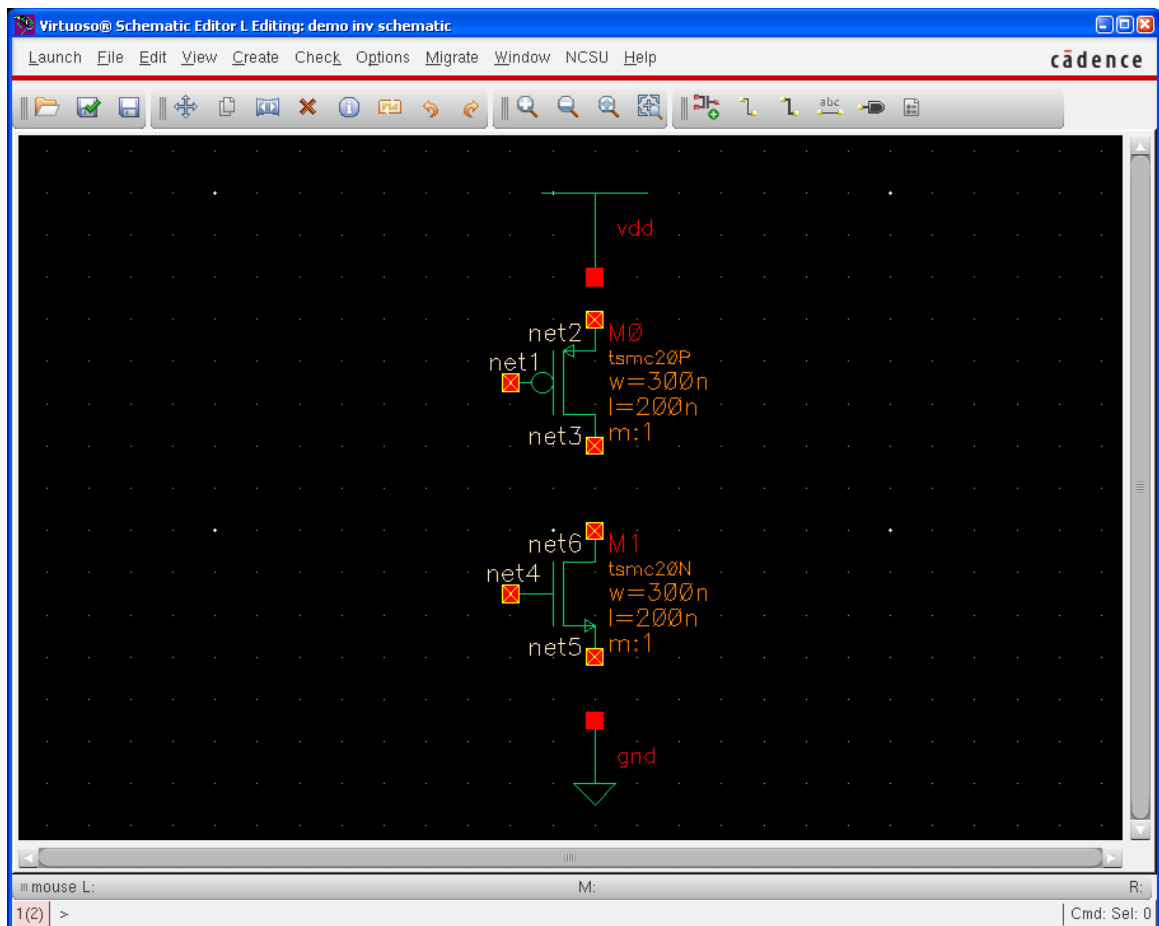 Virtuoso® Schematic Editor L Editing: demo inv schematic
Launch File Edit View Create Check Options Migrate Window NCSU Help
cādence
abc
vdd
net2 M0
net1 tsmc20P
w=300n
l=200n
net3 m:1
net6 M1
net4 tsmc20N
w=300n
l=200n
net5 m:1
gnd
mouse L: M: R:
1(2) > Cmd: Sel: 0